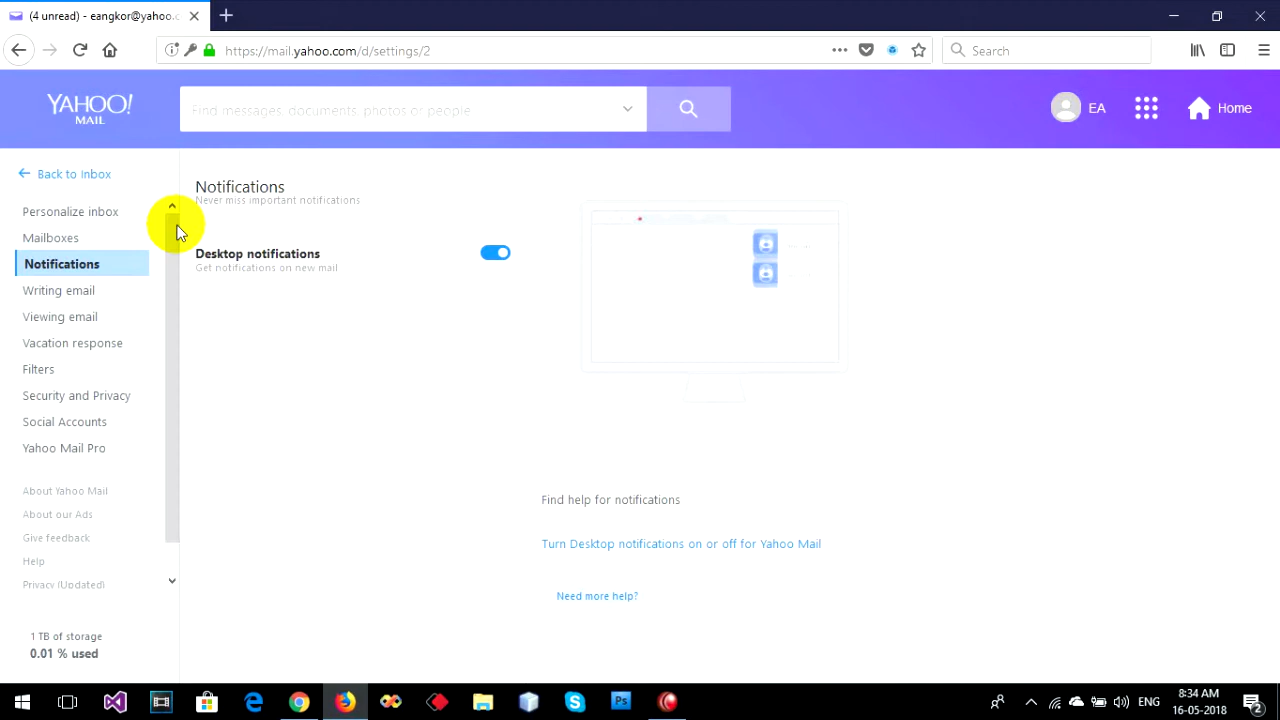 (4 unread) - eangkor@yahoo.c
https://mail.yahoo.com/d/settings/2
Search
YAHOO!
MAIL
Find messages, documents, photos or people
EA
Home
Back to Inbox
Personalize inbox
Mailboxes
Notifications
Writing email
Viewing email
Vacation response
Filters
Security and Privacy
Social Accounts
Yahoo Mail Pro
About Yahoo Mail
About our Ads
Give feedback
Help
Privacy (Updated)
1 TB of storage
0.01 % used
Notifications
Never miss important notifications
Desktop notifications
Get notifications on new mail
Find help for notifications
Turn Desktop notifications on or off for Yahoo Mail
Need more help?
Ps
ENG
8:34 AM
16-05-2018
2